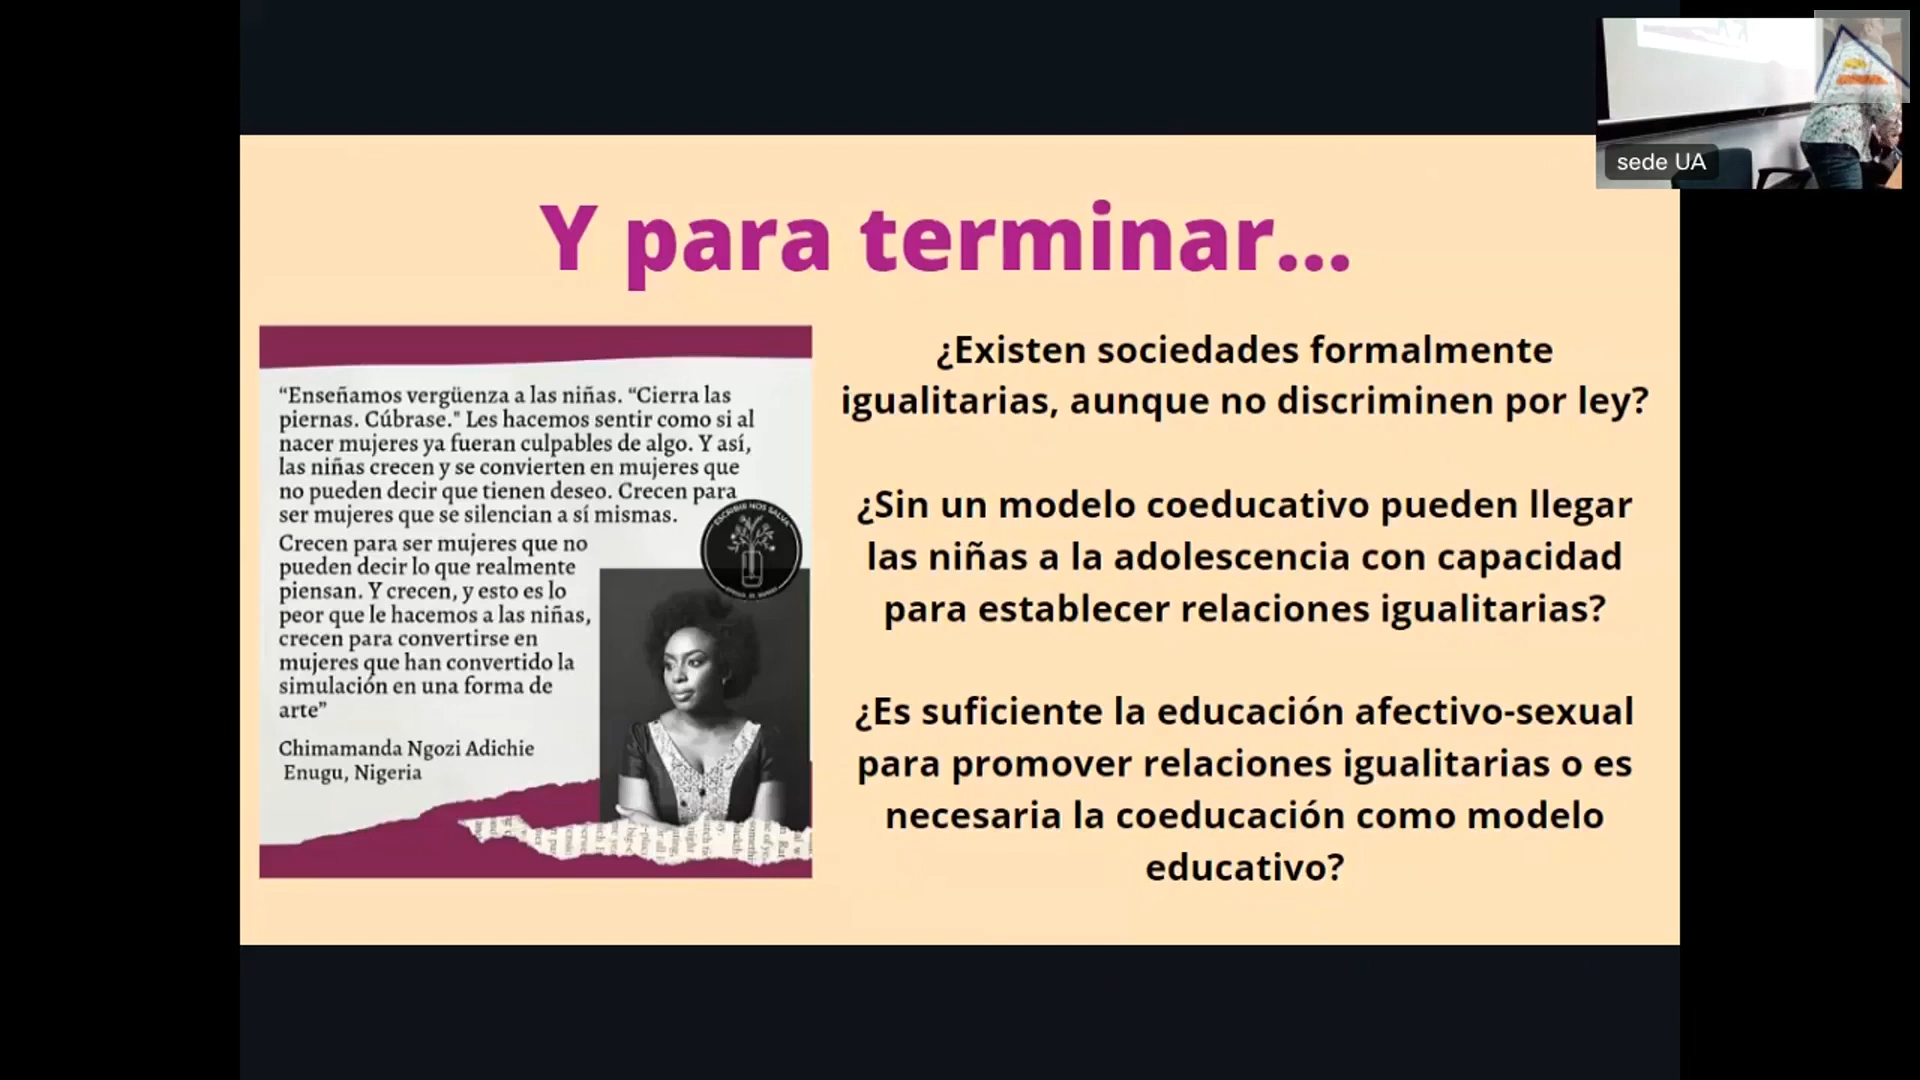 sede UA
Y para terminar...
“Enseñamos vergüenza a las niñas. “Cierra las
piernas. Cúbrase." Les hacemos sentir como si al
nacer mujeres ya fueran culpables de algo. Y así,
las niñas crecen y se convierten en mujeres que
no pueden decir que tienen deseo. Crecen para
ser mujeres que se silencian a sí mismas.
Crecen para ser mujeres que no
pueden decir lo que realmente
piensan. Y crecen, y esto es lo
peor que le hacemos a las niñas,
crecen para convertirse en
mujeres que han convertido la
simulación en una forma de
arte”
Chimamanda Ngozi Adichie
Enugu, Nigeria
ESCRIBIR NOS SALVA
¿Existen sociedades formalmente
igualitarias, aunque no discriminen por ley?
¿Sin un modelo coeducativo pueden llegar
las niñas a la adolescencia con capacidad
para establecer relaciones igualitarias?
¿Es suficiente la educación afectivo-sexual
para promover relaciones igualitarias o es
necesaria la coeducación como modelo
educativo?